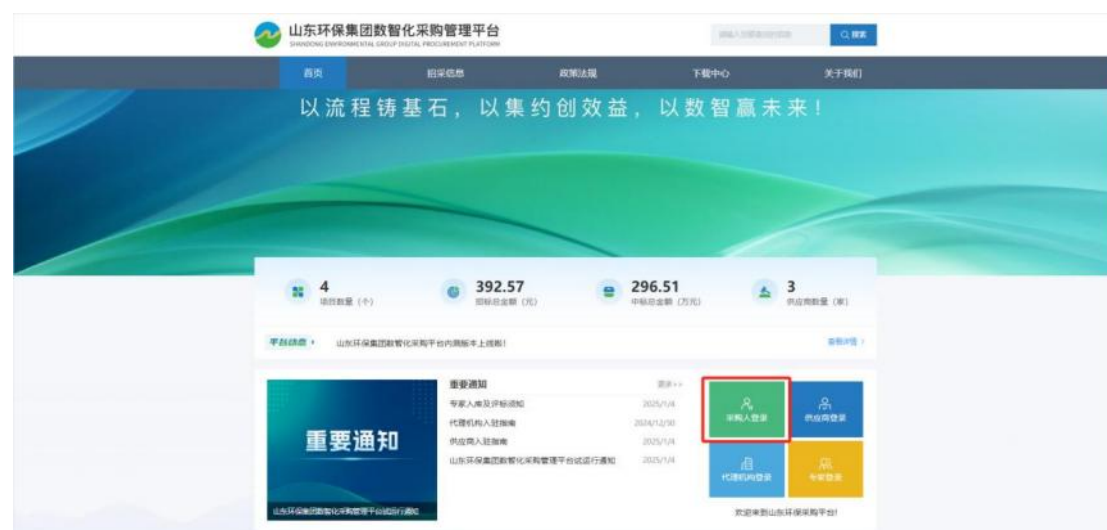 山东环保集团数智化采购管理平台
SHANDONG ENVIRONMENTAL GROUP DIGITAL PROCUREMENT PLATFORM
搜索
首页 招采信息 政策法规 下载中心 关于我们
以流程铸基石，以集约创效益，以数智赢未来！
4 392.57 296.51 3
项目数量（个） 招标总金额（元） 中标总金额（万元） 供应商数量（家）
平台动态 山东环保集团数智化采购平台内测版本上线啦！ 查看详情
重要通知 更多>>
专家入库及评标须知 2025/1/4
代理机构入驻指南 2024/12/30
供应商入驻指南 2025/1/4
山东环保集团数智化采购管理平台试运行通知 2025/1/4
重要通知
山东环保集团数智化采购管理平台试运行通知
采购人登录 供应商登录
代理机构登录 专家登录
欢迎来到山东环保采购平台！